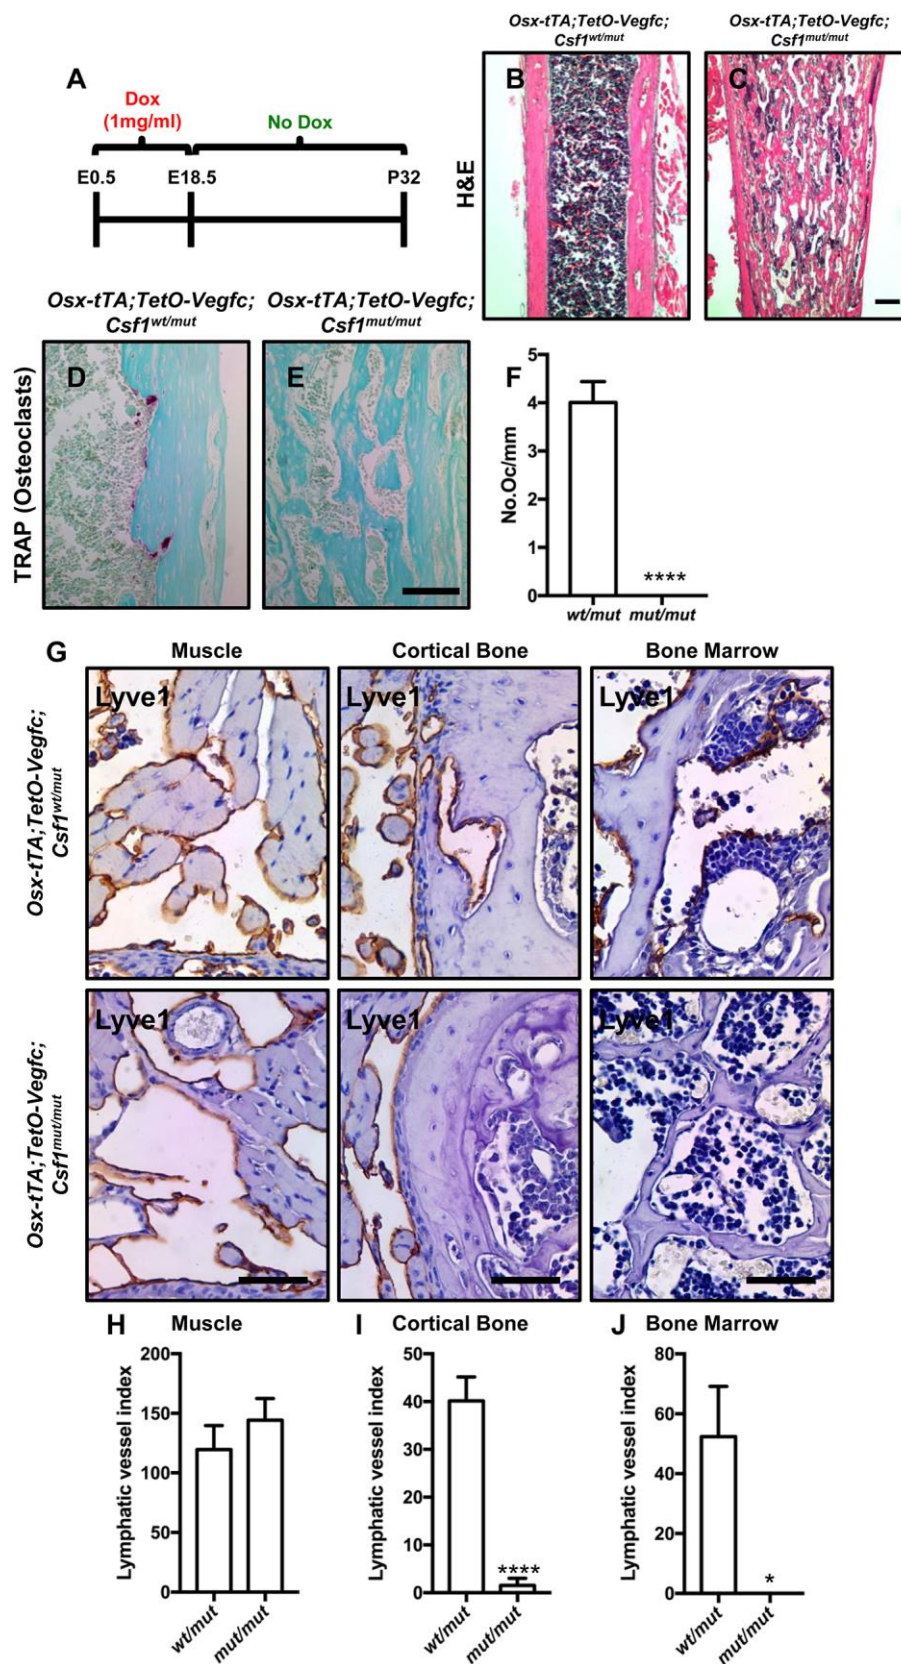 Osx-tTA;TetO-Vegfc;
Csf1wt/mut
Osx-tTA;TetO-Vegfc;
Csf1mut/mut
A
Dox
(1mg/ml)
No Dox
E0.5
E18.5
P32
H&E
B
C
Osx-tTA;TetO-Vegfc;
Csf1wt/mut
Osx-tTA;TetO-Vegfc;
Csf1mut/mut
TRAP (Osteoclasts)
D
E
F
No.Oc/mm
5
4
3
2
1
0
****
wt/mut
mut/mut
G
Muscle
Cortical Bone
Bone Marrow
Osx-tTA;TetO-Vegfc;
Csf1wt/mut
Lyve1
Lyve1
Lyve1
Osx-tTA;TetO-Vegfc;
Csf1mut/mut
Lyve1
Lyve1
Lyve1
H
Muscle
Lymphatic vessel index
200
150
100
50
0
wt/mut
mut/mut
I
Cortical Bone
Lymphatic vessel index
50
40
30
20
10
0
****
wt/mut
mut/mut
J
Bone Marrow
Lymphatic vessel index
80
60
40
20
0
*
wt/mut
mut/mut